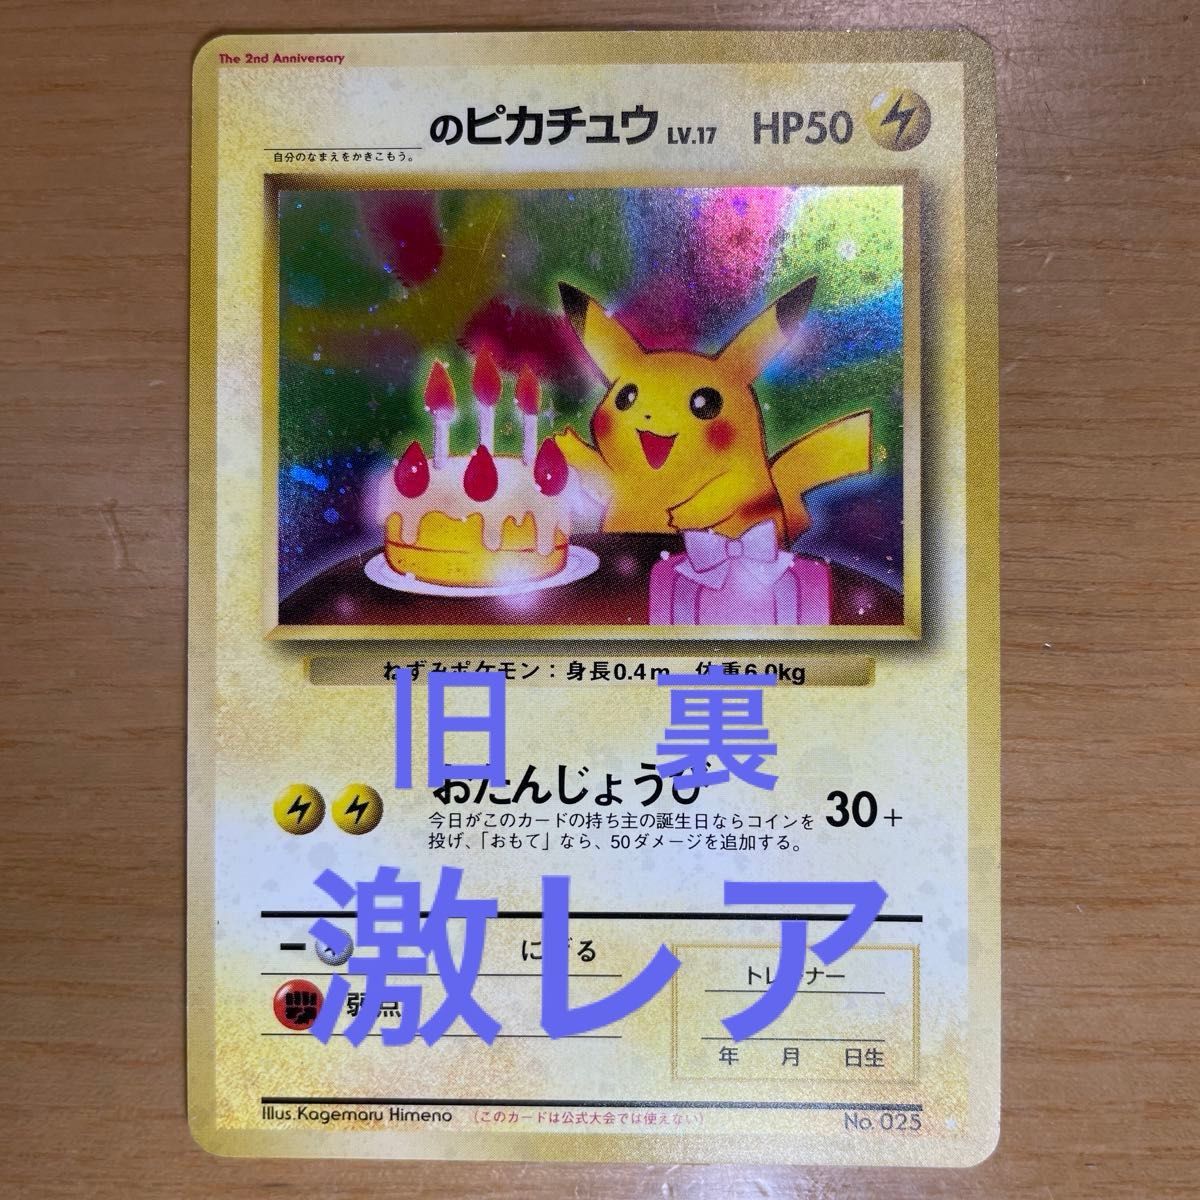 The 2nd Anniversary
のピカチュウ LV.17 HP50
自分のなまえをかきこもう。
ねずみポケモン：身長0.4m 体重6.0kg
旧 裏
おたんじょうび
今日がこのカードの持ち主の誕生日ならコインを
投げ、「おもて」なら、50ダメージを追加する。
30+
激レア
にげる
トレーナー
弱点
年 月 日生
Illus.Kagemaru Himeno （このカードは公式大会では使えない） No.025